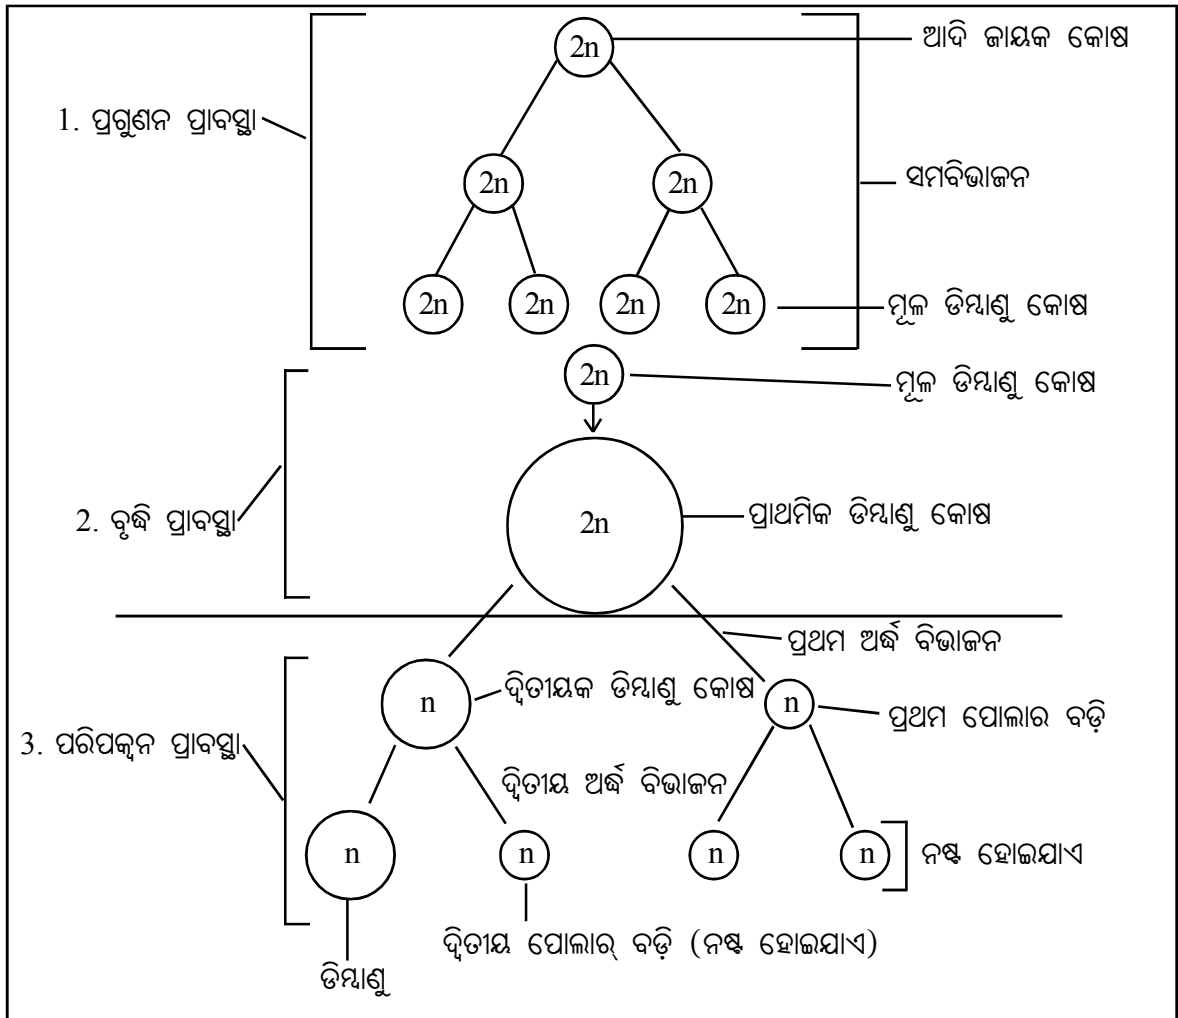 2n
ଆଦି ଜାୟକ କୋଷ
1. ପ୍ରଗୁଣନ ପ୍ରାବସ୍ଥା
2n 2n
ସମବିଭାଜନ
2n 2n 2n 2n
ମୂଳ ଡିମ୍ବାଣୁ କୋଷ
2n
ମୂଳ ଡିମ୍ବାଣୁ କୋଷ
2. ବୃଦ୍ଧି ପ୍ରାବସ୍ଥା
2n
ପ୍ରାଥମିକ ଡିମ୍ବାଣୁ କୋଷ
ପ୍ରଥମ ଅର୍ଦ୍ଧ ବିଭାଜନ
n
ଦ୍ୱିତୀୟକ ଡିମ୍ବାଣୁ କୋଷ
n
ପ୍ରଥମ ପୋଲାର ବଡ଼ି
3. ପରିପକ୍ୱନ ପ୍ରାବସ୍ଥା
ଦ୍ୱିତୀୟ ଅର୍ଦ୍ଧ ବିଭାଜନ
n n n n
ନଷ୍ଟ ହୋଇଯାଏ
ଦ୍ୱିତୀୟ ପୋଲାର୍ ବଡ଼ି (ନଷ୍ଟ ହୋଇଯାଏ)
ଡିମ୍ବାଣୁ